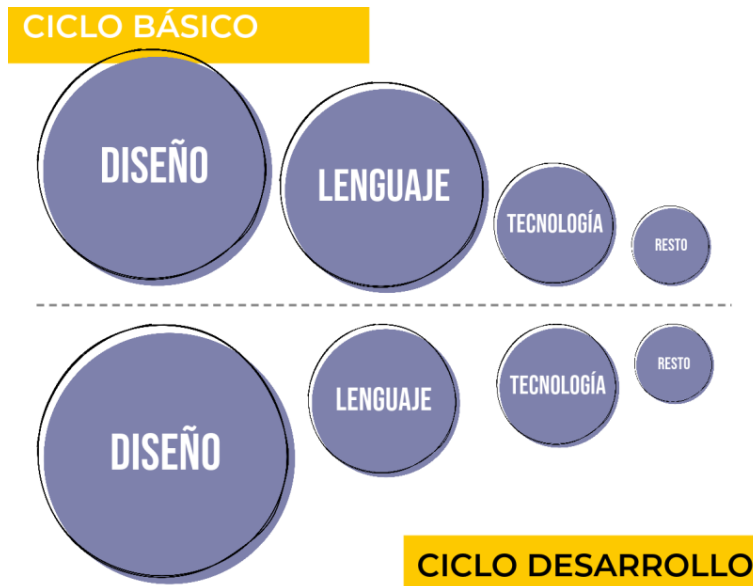 CICLO BÁSICO
DISEÑO
LENGUAJE
TECNOLOGÍA
RESTO
DISEÑO
LENGUAJE
TECNOLOGÍA
RESTO
CICLO DESARROLLO